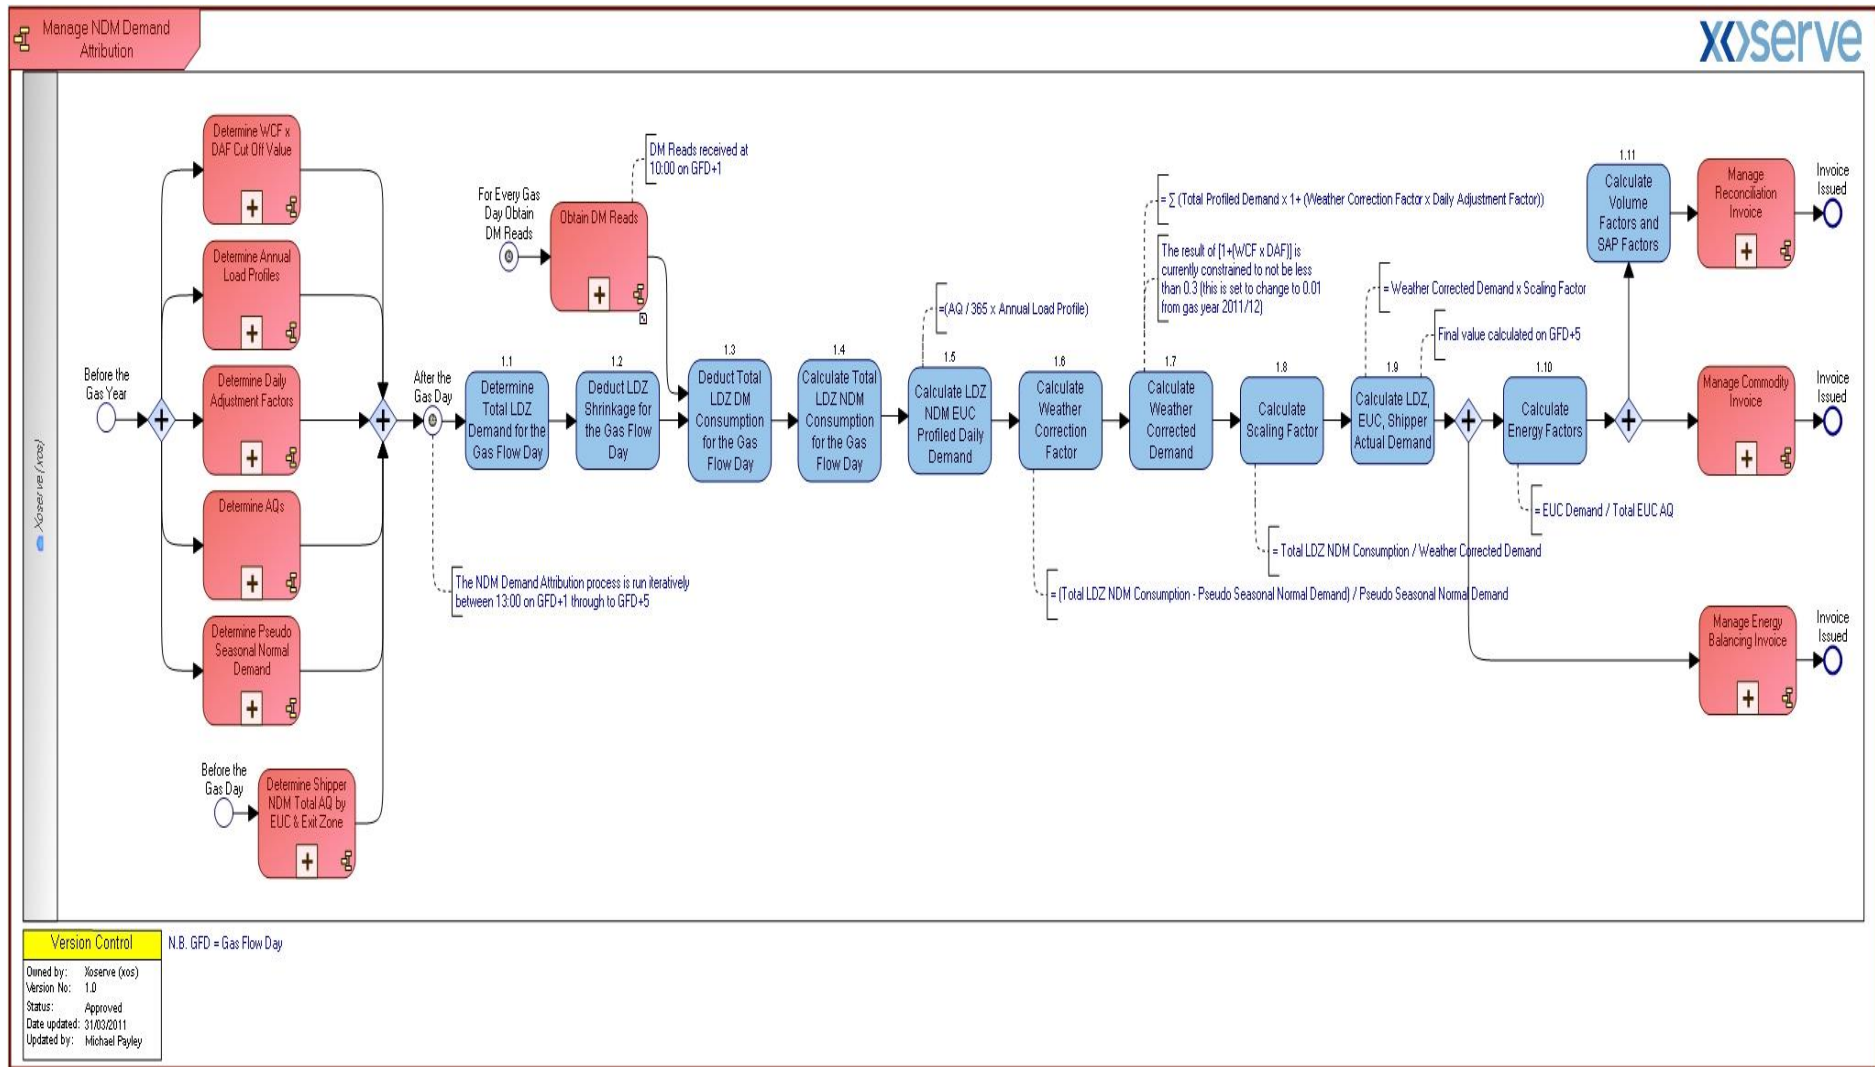 Manage NDM Demand
Attribution
xoserve
Xoserve (xos)
Before the
Gas Year
Determine WCF x
DAF Cut Off Value
Determine Annual
Load Profiles
Determine Daily
Adjustment Factors
Determine AQs
Determine Pseudo
Seasonal Normal
Demand
Before the
Gas Day
Determine Shipper
NDM Total AQ by
EUC & Exit Zone
After the
Gas Day
The NDM Demand Attribution process is run iteratively
between 13:00 on GFD+1 through to GFD+5
For Every Gas
Day Obtain
DM Reads
Obtain DM Reads
DM Reads received at
10:00 on GFD+1
1.1
Determine
Total LDZ
Demand for the
Gas Flow Day
1.2
Deduct LDZ
Shrinkage for
the Gas Flow
Day
1.3
Deduct Total
LDZ DM
Consumption
for the Gas
Flow Day
1.4
Calculate Total
LDZ NDM
Consumption
for the Gas
Flow Day
=(AQ / 365 x Annual Load Profile)
1.5
Calculate LDZ
NDM EUC
Profiled Daily
Demand
1.6
Calculate
Weather
Correction
Factor
= (Total LDZ NDM Consumption - Pseudo Seasonal Normal Demand) / Pseudo Seasonal Normal Demand
= ∑ (Total Profiled Demand x 1+ (Weather Correction Factor x Daily Adjustment Factor))
The result of [1+(WCF x DAF)] is
currently constrained to not be less
than 0.3 (this is set to change to 0.01
from gas year 2011/12)
1.7
Calculate
Weather
Corrected
Demand
1.8
Calculate
Scaling Factor
= Total LDZ NDM Consumption / Weather Corrected Demand
= Weather Corrected Demand x Scaling Factor
Final value calculated on GFD+5
1.9
Calculate LDZ,
EUC, Shipper
Actual Demand
1.10
Calculate
Energy Factors
= EUC Demand / Total EUC AQ
1.11
Calculate
Volume
Factors and
SAP Factors
Manage
Reconciliation
Invoice
Invoice
Issued
Manage Commodity
Invoice
Invoice
Issued
Manage Energy
Balancing Invoice
Invoice
Issued
Version Control
Owned by: Xoserve (xos)
Version No: 1.0
Status: Approved
Date updated: 31/03/2011
Updated by: Michael Payley
N.B. GFD = Gas Flow Day